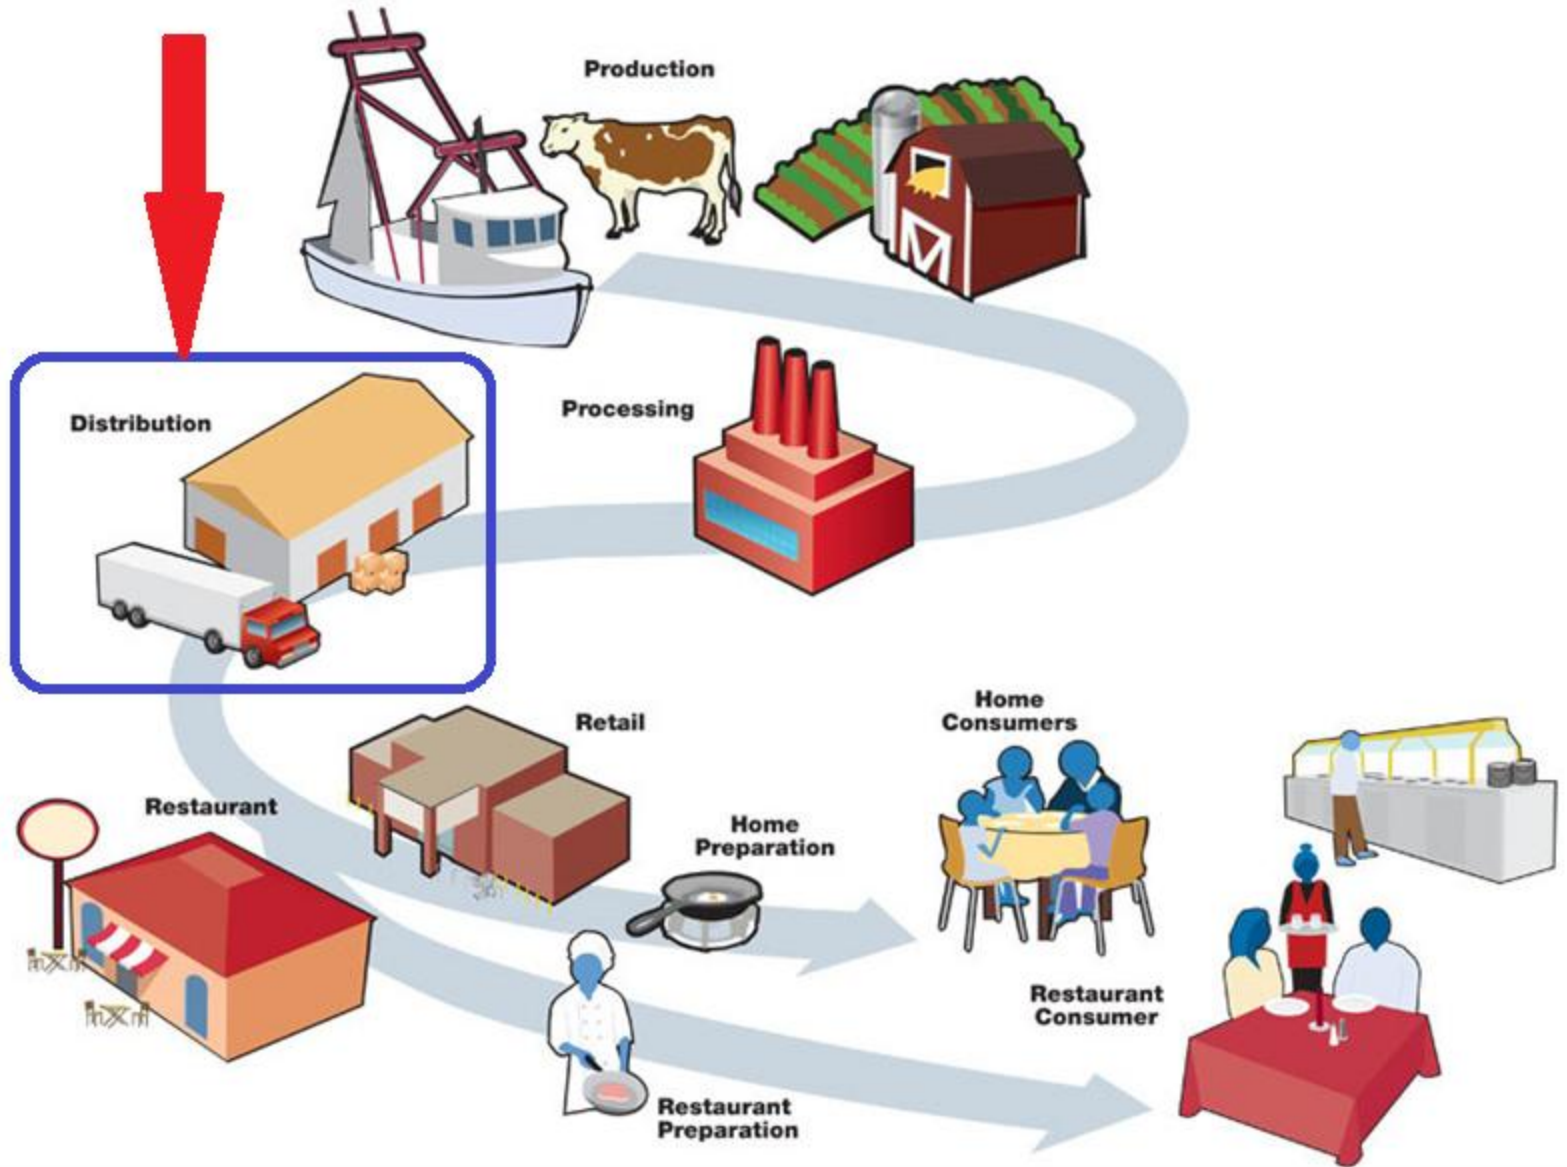 Production
Processing
Distribution
Retail
Restaurant
Home
Preparation
Home
Consumers
Restaurant
Preparation
Restaurant
Consumer